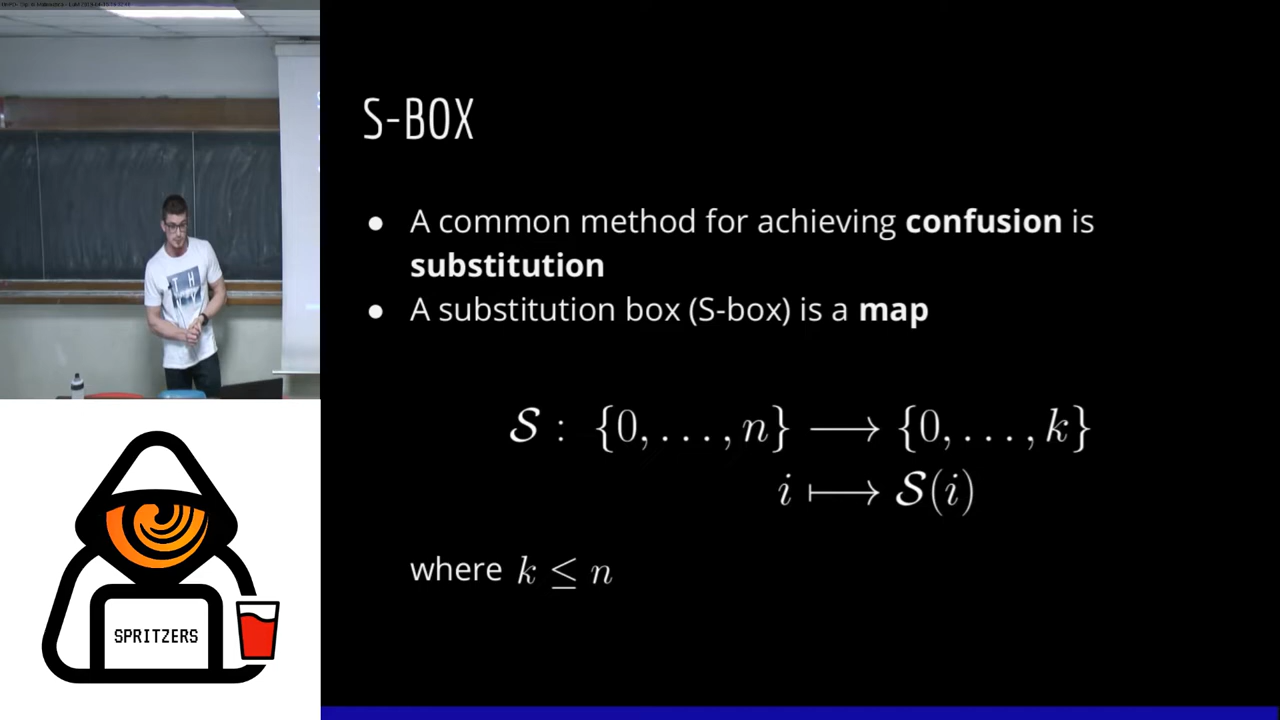 S-BOX
● A common method for achieving confusion is
substitution
● A substitution box (S-box) is a map
𝒮 : {0, . . . , n} ⟶ {0, . . . , k}
i ⟼ 𝒮(i)
where k ≤ n
SPRITZERS